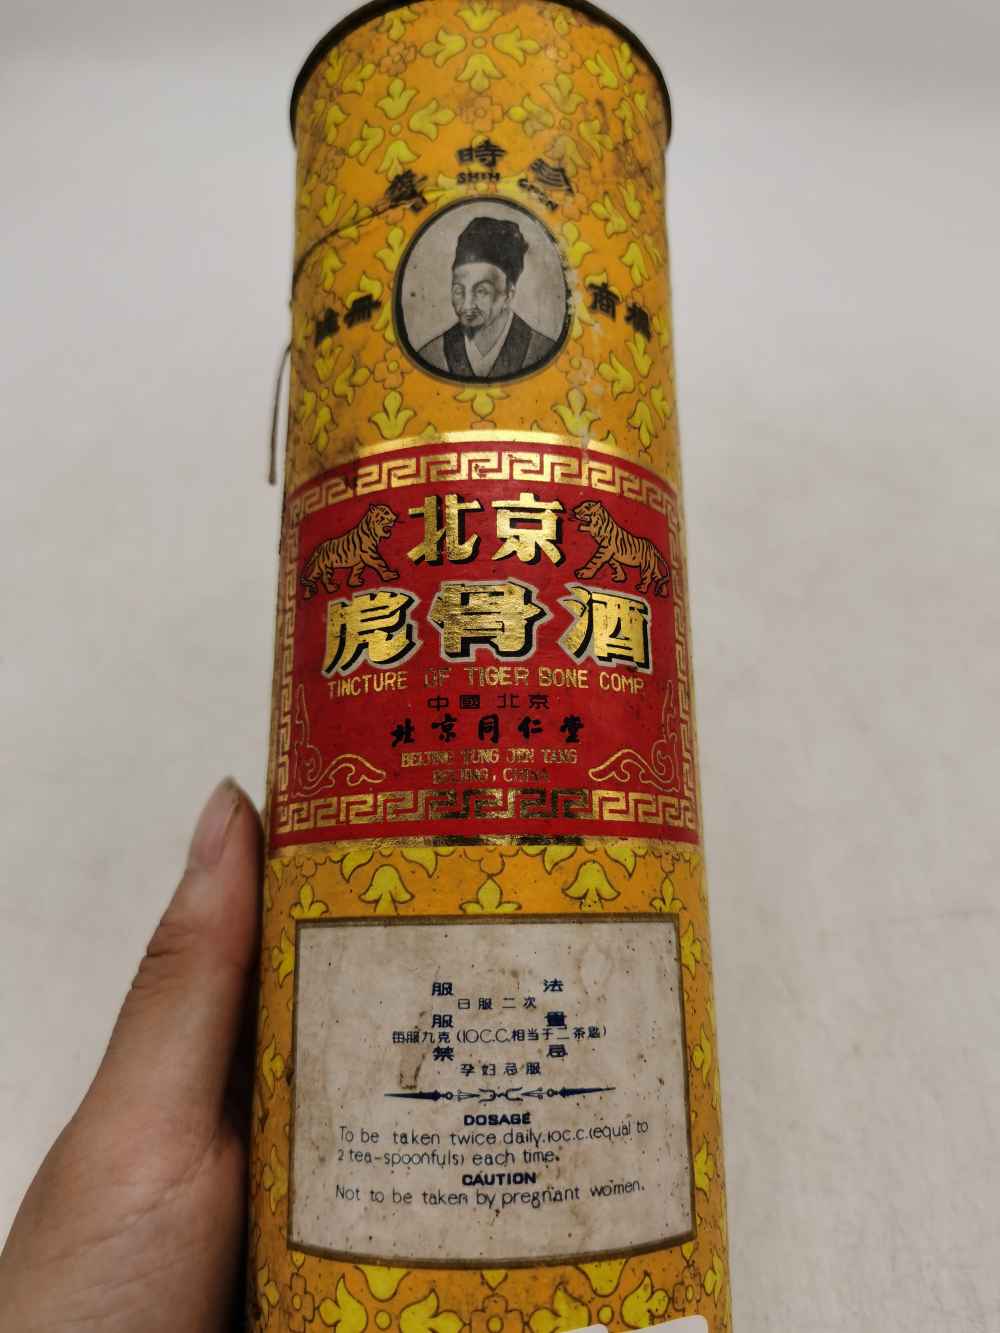 時
SHIH
註冊 商標
北京
虎骨酒
TINCTURE OF TIGER BONE COMP.
中國 北京
北京同仁堂
BEIJING TUNG JEN TANG
BEIJING, CHINA
服 法
日服二次
服 量
每服九克(10C.C.相当于二茶匙)
禁 忌
孕妇忌服
DOSAGE
To be taken twice daily.10c.c.(equal to
2 tea-spoonfuls) each time.
CAUTION
Not to be taken by pregnant women.